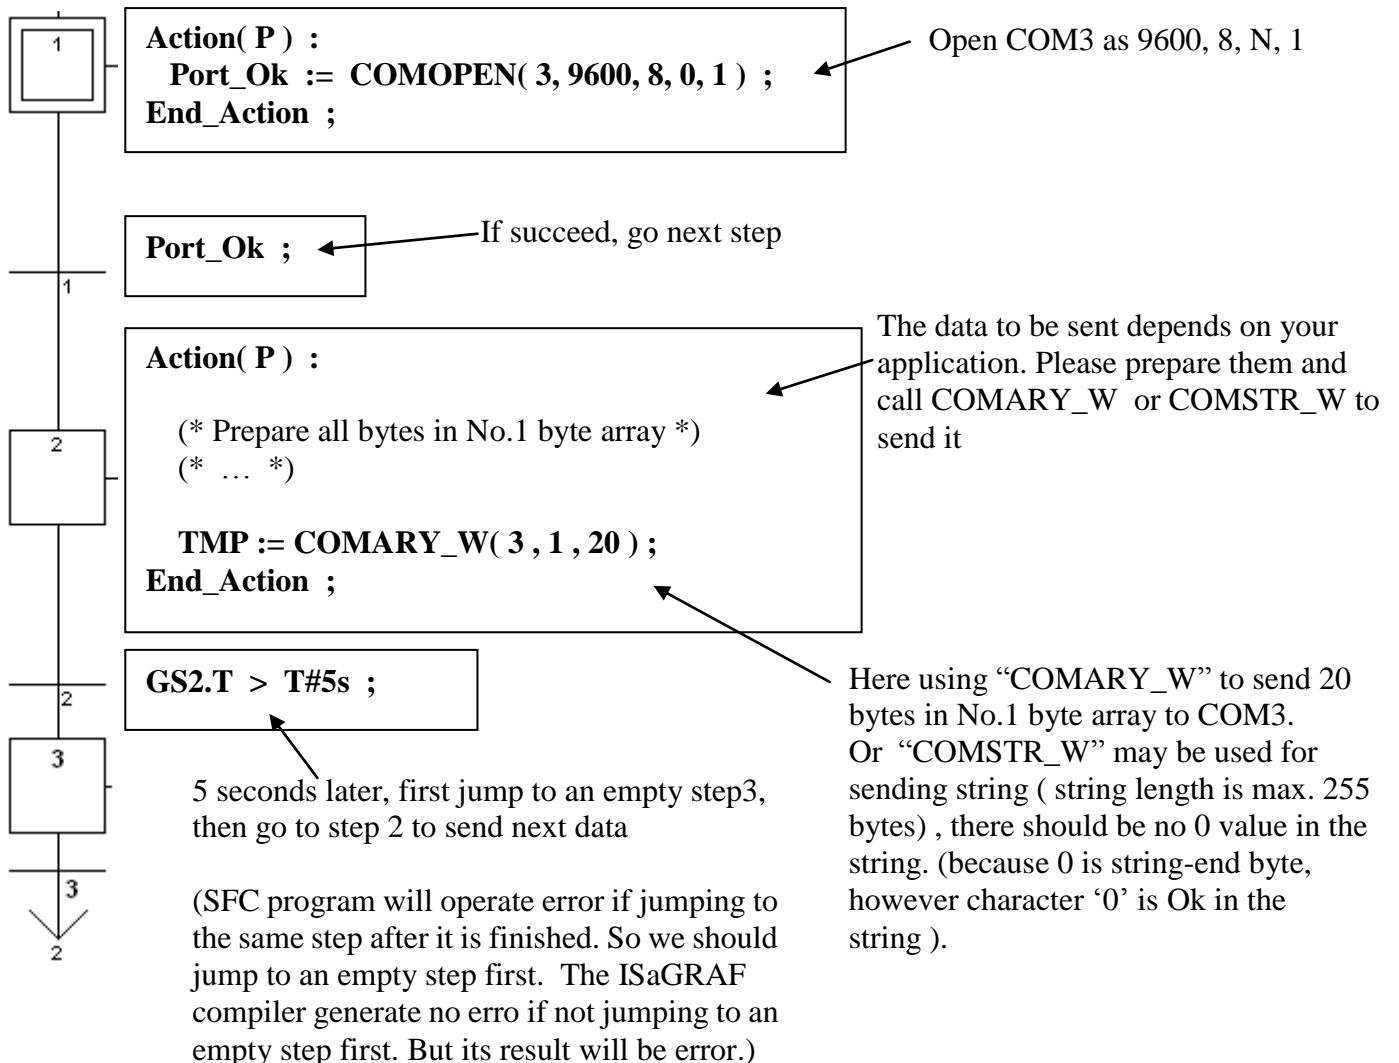 1
Action( P ) :
Port_Ok := COMOPEN( 3, 9600, 8, 0, 1 ) ;
End_Action ;
Open COM3 as 9600, 8, N, 1
Port_Ok ;
If succeed, go next step
1
2
Action( P ) :
(* Prepare all bytes in No.1 byte array *)
(* … *)
TMP := COMARY_W( 3 , 1 , 20 ) ;
End_Action ;
The data to be sent depends on your
application. Please prepare them and
call COMARY_W or COMSTR_W to
send it
GS2.T > T#5s ;
2
3
5 seconds later, first jump to an empty step3,
then go to step 2 to send next data
(SFC program will operate error if jumping to
the same step after it is finished. So we should
jump to an empty step first. The ISaGRAF
compiler generate no erro if not jumping to an
empty step first. But its result will be error.)
Here using “COMARY_W” to send 20
bytes in No.1 byte array to COM3.
Or “COMSTR_W” may be used for
sending string ( string length is max. 255
bytes) , there should be no 0 value in the
string. (because 0 is string-end byte,
however character ‘0’ is Ok in the
string ).
3
2